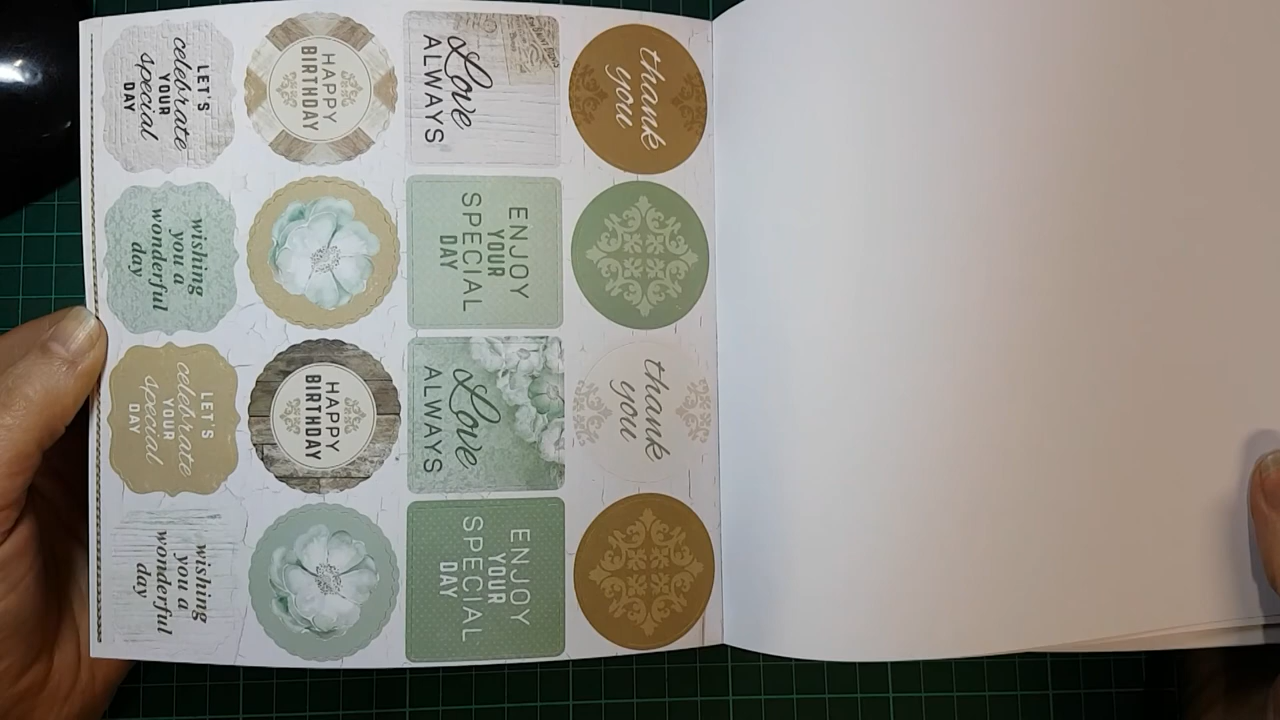 LET'S
celebrate
YOUR
special
DAY
HAPPY
BIRTHDAY
Love
ALWAYS
thank
you
wishing
you a
wonderful
day
ENJOY
YOUR
SPECIAL
DAY
LET'S
celebrate
YOUR
special
DAY
HAPPY
BIRTHDAY
Love
ALWAYS
thank
you
wishing
you a
wonderful
day
ENJOY
YOUR
SPECIAL
DAY